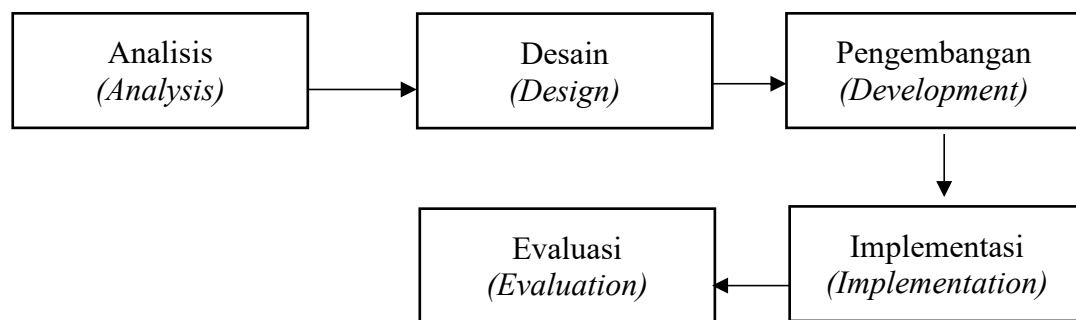 Analisis
(Analysis)
Desain
(Design)
Pengembangan
(Development)
Implementasi
(Implementation)
Evaluasi
(Evaluation)